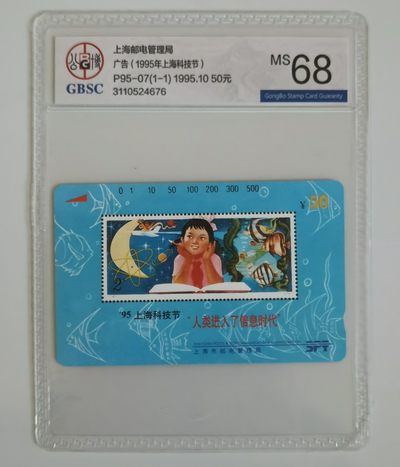 上海邮电管理局
广告(1995年上海科技节)
P95-07(1-1) 1995.10 50元
3110524676
GBSC
MS 68
GongBo Stamp Card Guaranty
0 1 10 50 100 200 300 500
¥50
'95 上海科技节 "人类进入了信息时代"
上海市邮电管理局